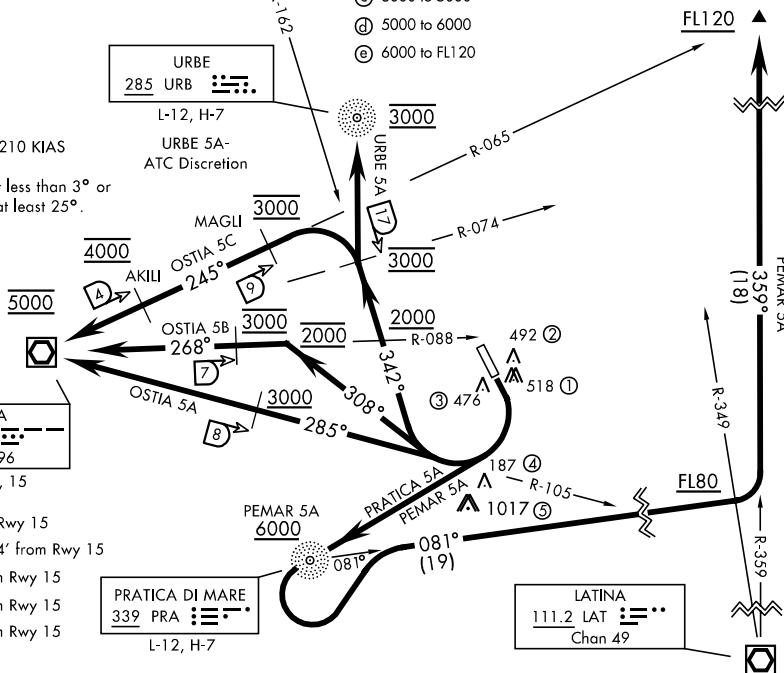 R-162
d 5000 to 6000
e 6000 to FL120
FL120
URBE
285 URB
L-12, H-7
3000
URBE 5A-
ATC Discretion
URBE 5A
R-065
210 KIAS
less than 3° or
at least 25°.
17
R-074
3000
MAGLI
3000
OSTIA 5C
245°
9
4000
AKILI
4
5000
359°
(18)
PEMAR 5A
OSTIA 5B
268°
3000
7
2000
2000
R-088
342°
308°
492 ②
518 ①
③ 476
OSTIA 5A
285°
3000
8
R-349
A
96
15
Rwy 15
4' from Rwy 15
Rwy 15
Rwy 15
Rwy 15
PRATICA 5A
PEMAR 5A
187 ④
R-105
1017 ⑤
FL80
PEMAR 5A
6000
081°
081°
(19)
R-359
PRATICA DI MARE
339 PRA
L-12, H-7
LATINA
111.2 LAT
Chan 49